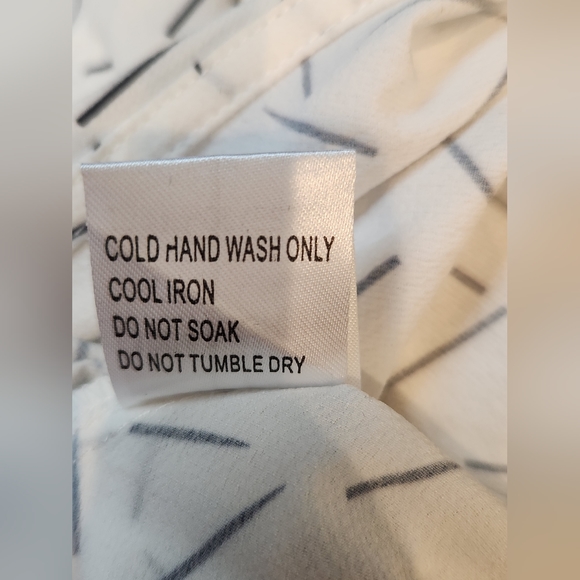 COLD HAND WASH ONLY
COOL IRON
DO NOT SOAK
DO NOT TUMBLE DRY